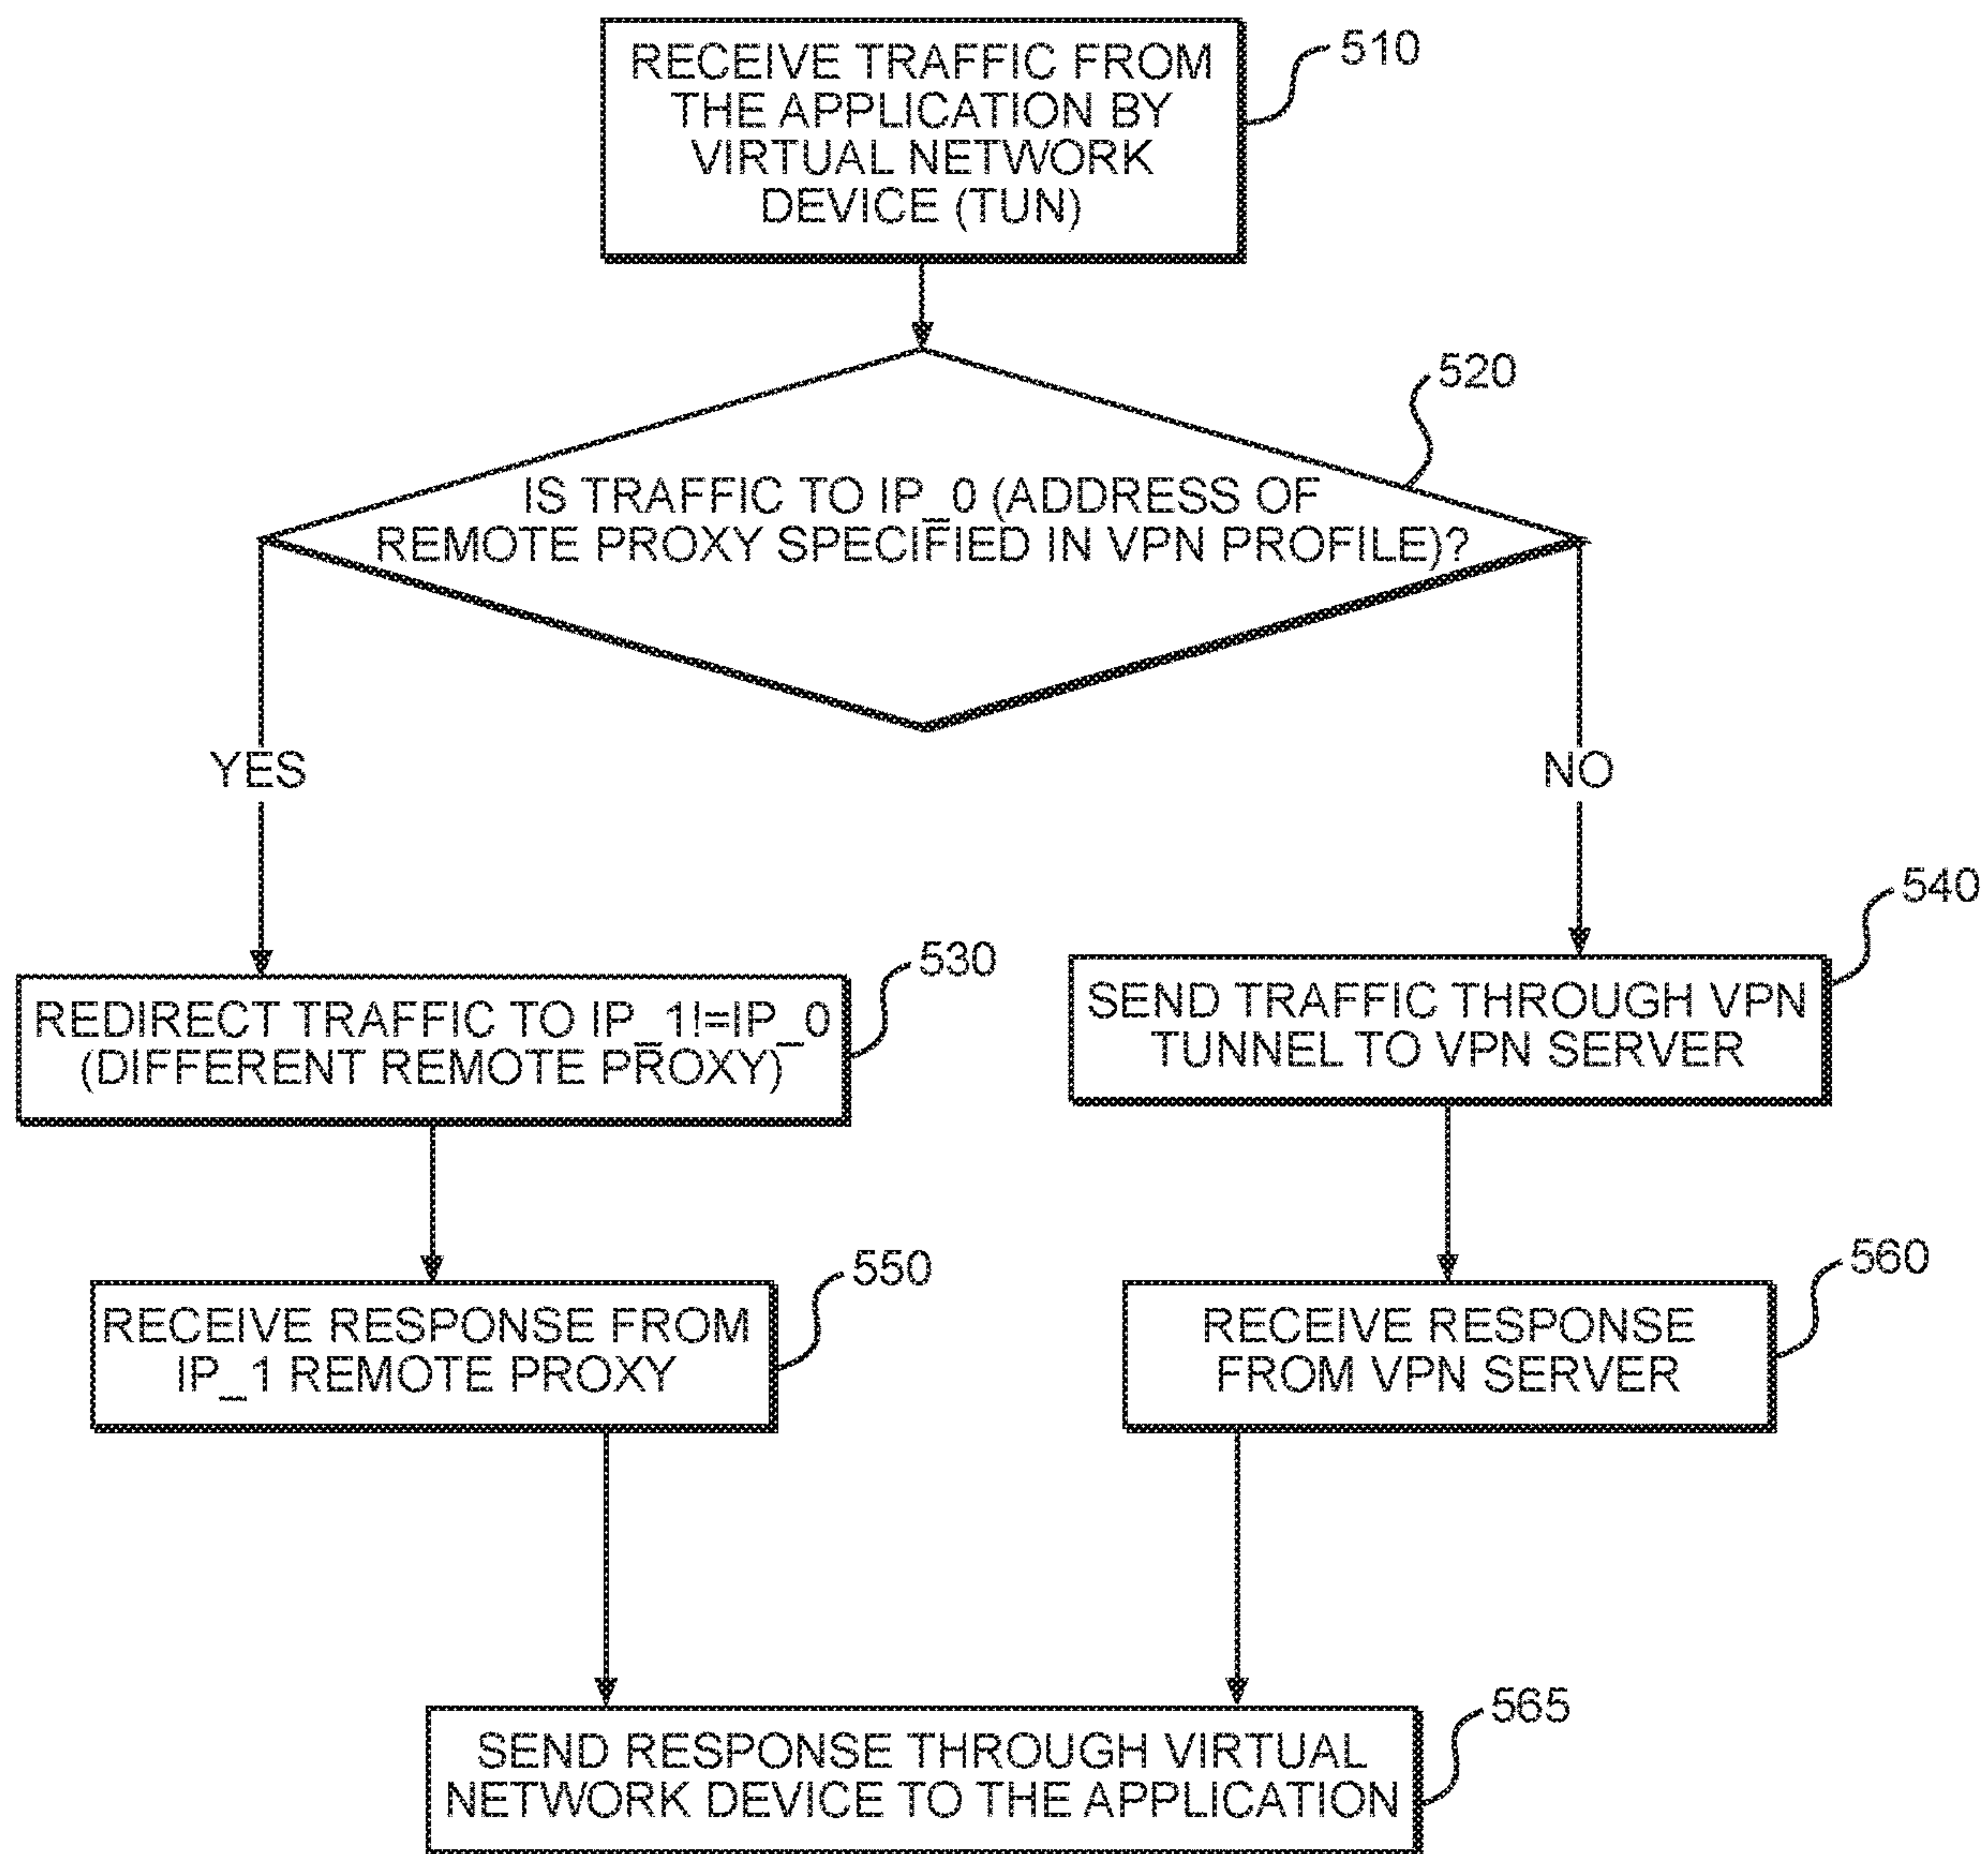 RECEIVE TRAFFIC FROM
THE APPLICATION BY
VIRTUAL NETWORK
DEVICE (TUN)
510
520
IS TRAFFIC TO IP_0 (ADDRESS OF
REMOTE PROXY SPECIFIED IN VPN PROFILE)?
YES
NO
530
REDIRECT TRAFFIC TO IP_1!=IP_0
(DIFFERENT REMOTE PROXY)
540
SEND TRAFFIC THROUGH VPN
TUNNEL TO VPN SERVER
550
RECEIVE RESPONSE FROM
IP_1 REMOTE PROXY
560
RECEIVE RESPONSE
FROM VPN SERVER
565
SEND RESPONSE THROUGH VIRTUAL
NETWORK DEVICE TO THE APPLICATION